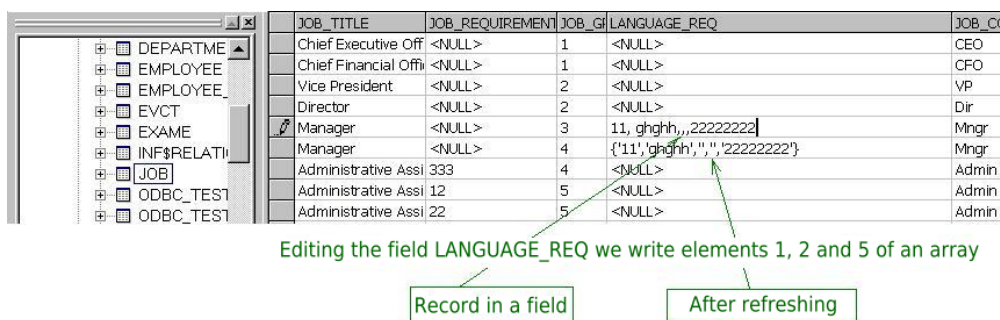 JOB_TITLE JOB_REQUIREMENT JOB_GR LANGUAGE_REQ JOB_CO
DEPARTME
EMPLOYEE
EMPLOYEE_
EVCT
EXAME
INF$RELATI
JOB
ODBC_TEST
ODBC_TEST
Chief Executive Off <NULL> 1 <NULL> CEO
Chief Financial Offi <NULL> 1 <NULL> CFO
Vice President <NULL> 2 <NULL> VP
Director <NULL> 2 <NULL> Dir
Manager <NULL> 3 11, ghghh,,,22222222 Mngr
Manager <NULL> 4 {'11','ghghh','','','22222222'} Mngr
Administrative Assi 333 4 <NULL> Admin
Administrative Assi 12 5 <NULL> Admin
Administrative Assi 22 5 <NULL> Admin
Editing the field LANGUAGE_REQ we write elements 1, 2 and 5 of an array
Record in a field
After refreshing